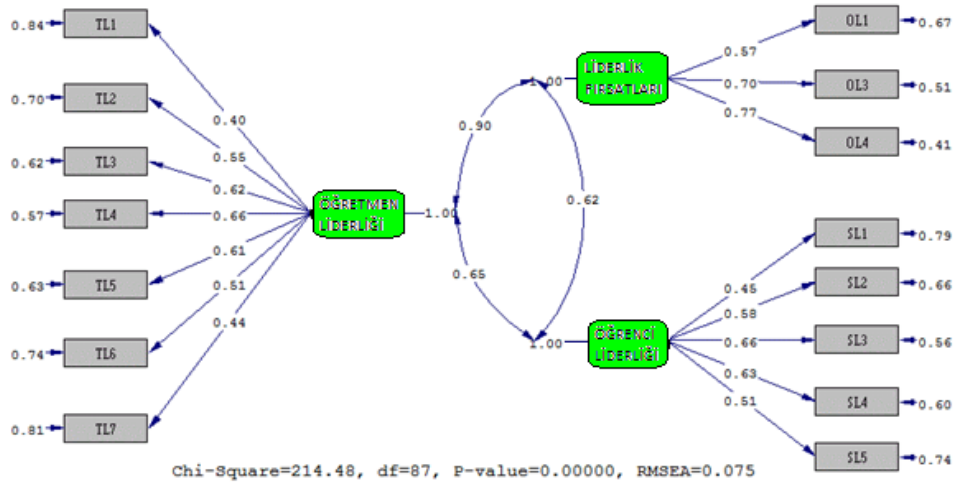 0.84
TL1
0.40
0.70
TL2
0.55
0.62
TL3
0.62
0.57
TL4
0.66
0.63
TL5
0.61
0.74
TL6
0.51
0.81
TL7
0.44
ÖĞRETMEN
LİDERLİĞİ
1.00
0.90
0.65
0.62
1.00
LİDERLİK
FIRSATLARI
0.57
OL1
0.67
0.70
OL3
0.51
0.77
OL4
0.41
1.00
ÖĞRENCİ
LİDERLİĞİ
0.45
SL1
0.79
0.58
SL2
0.66
0.66
SL3
0.56
0.63
SL4
0.60
0.51
SL5
0.74
Chi-Square=214.48, df=87, P-value=0.00000, RMSEA=0.075